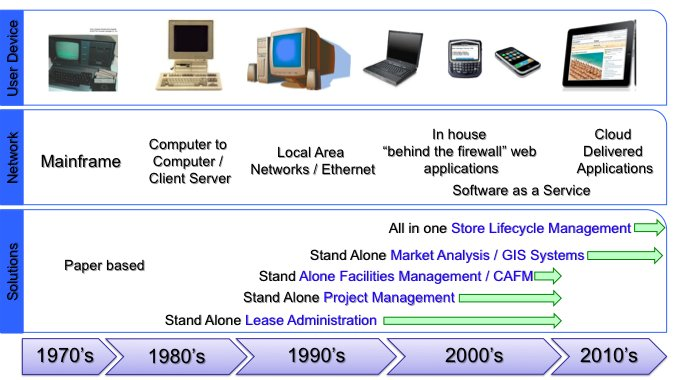 User Device
Network
Mainframe
Computer to
Computer /
Client Server
Local Area
Networks / Ethernet
In house
“behind the firewall” web
applications
Software as a Service
Cloud
Delivered
Applications
Solutions
Paper based
All in one Store Lifecycle Management
Stand Alone Market Analysis / GIS Systems
Stand Alone Facilities Management / CAFM
Stand Alone Project Management
Stand Alone Lease Administration
1970’s
1980’s
1990’s
2000’s
2010’s